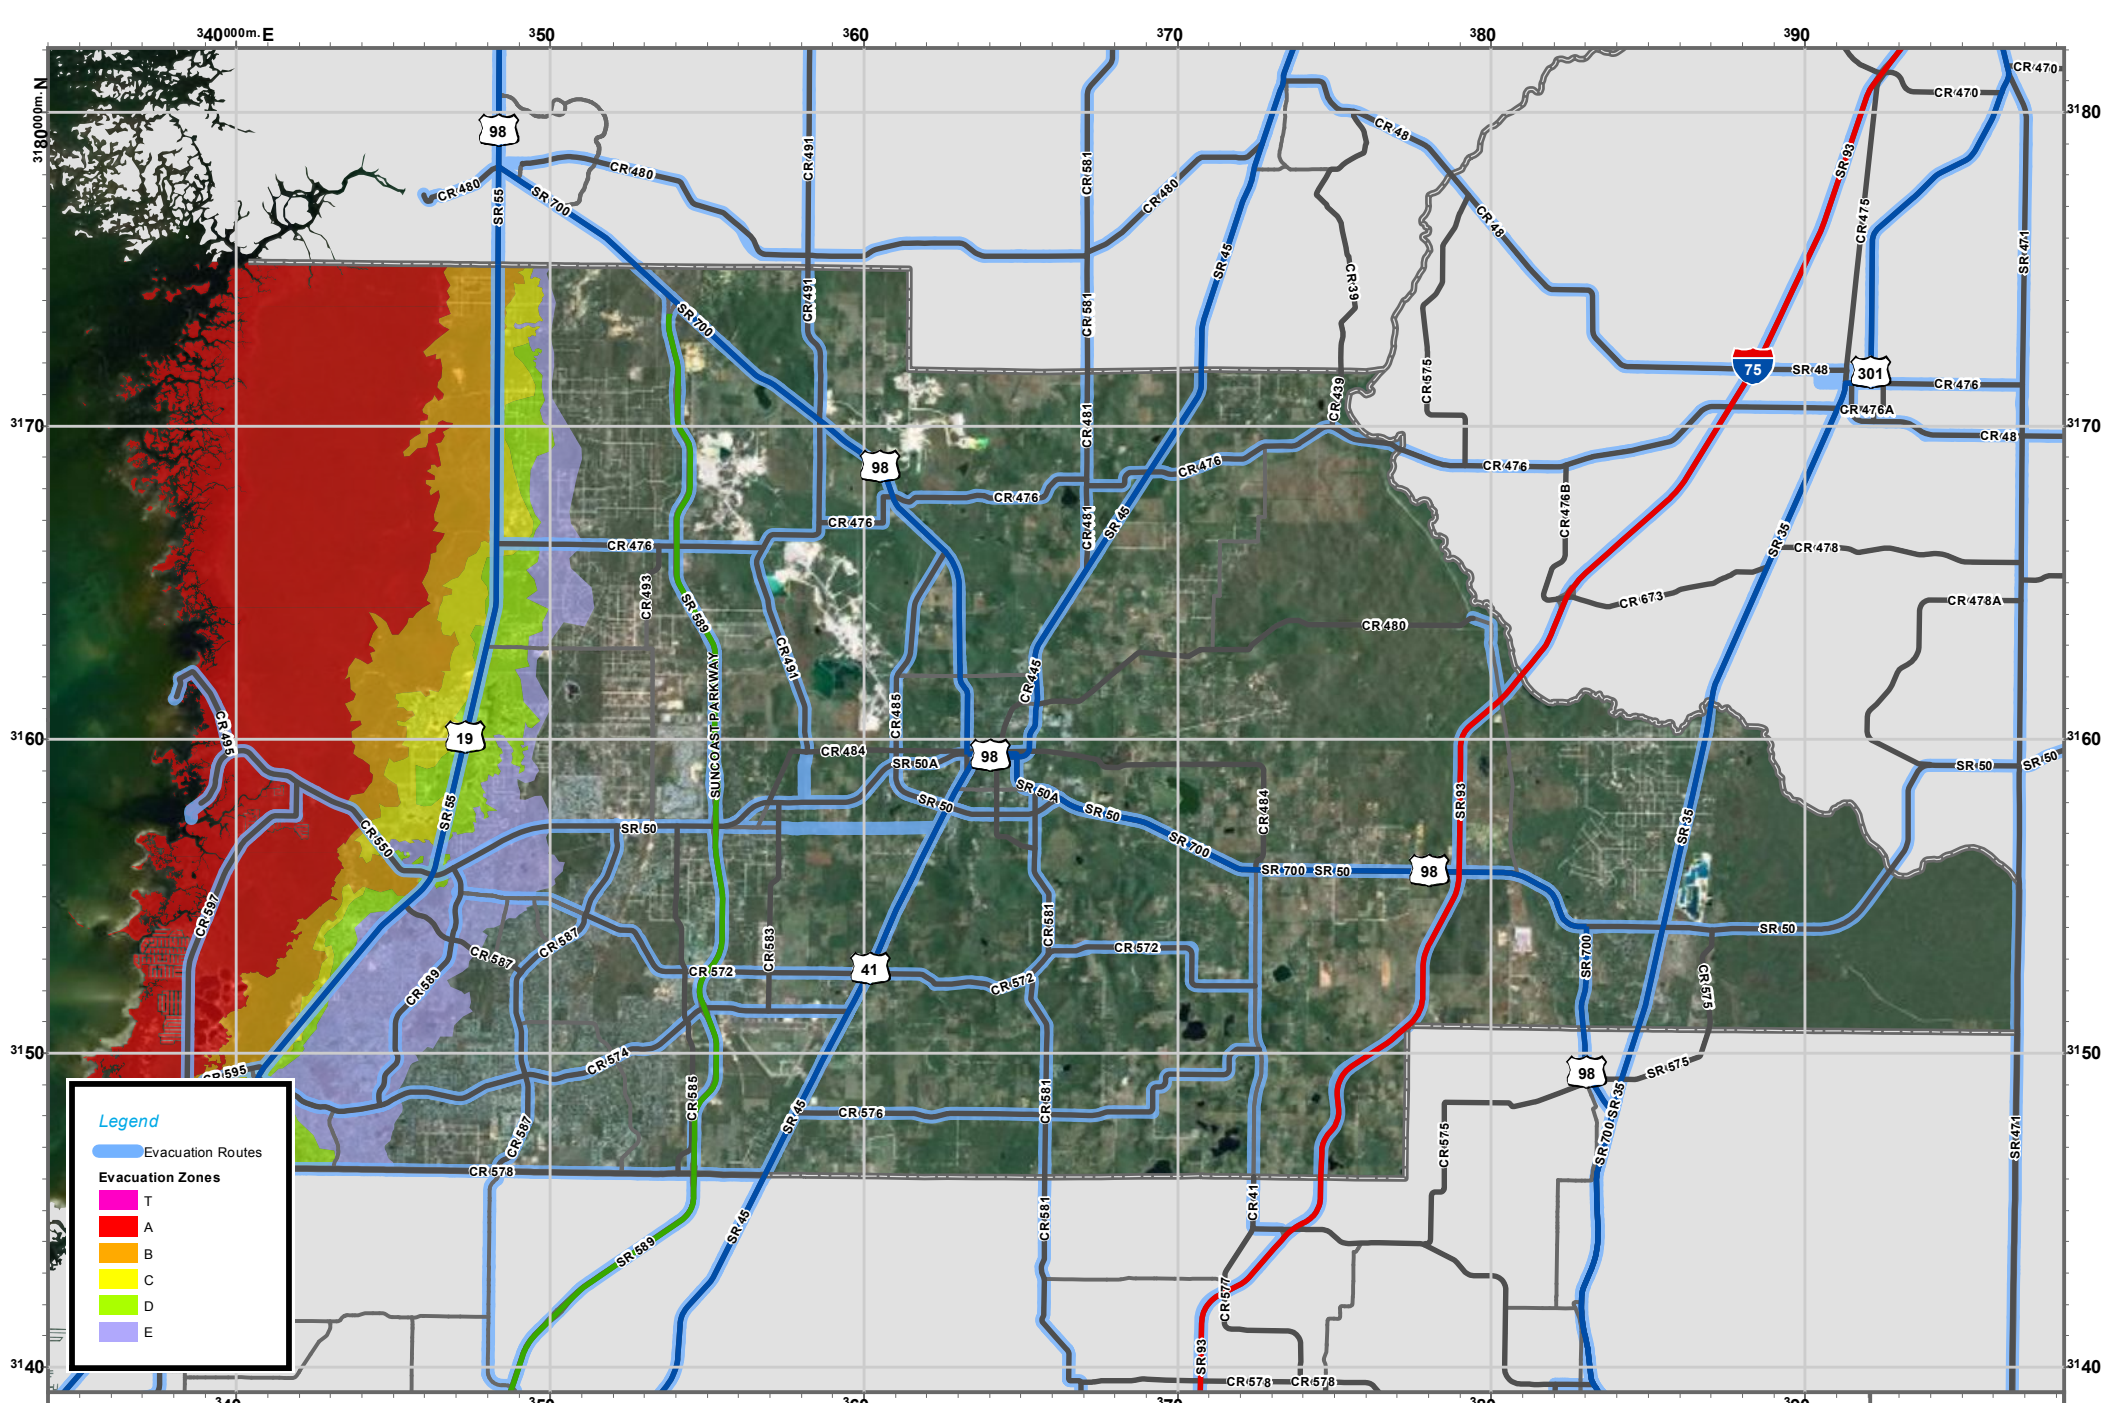 340000m. E
350
360
370
380
390
3180000m. N
3180
CR 470
CR 470
98
CR 491
CR 581
CR 48
SR 93
CR 480
CR 480
CR 480
SR 55
SR 700
CR 475
CR 48
SR 471
SR 45
CR 39
CR 491
CR 581
SR 700
75
SR 48
301
CR 476
CR 575
CR 439
CR 476A
3170
3170
CR 481
CR 48
98
CR 476
CR 476
CR 476
CR 476
CR 476
CR 476B
CR 481
SR 45
SR 35
CR 478
CR 493
SR 589
CR 673
CR 478A
CR 480
CR 491
CR 445
SUNCOAST PARKWAY
CR 485
CR 495
19
3160
3160
CR 484
98
SR 50A
SR 50
SR 50
SR 50A
SR 55
SR 50
SR 50
SR 50
CR 484
SR 93
SR 35
CR 550
SR 700
SR 700
SR 50
98
CR 597
CR 581
SR 50
CR 587
CR 587
CR 583
CR 572
SR 700
CR 589
CR 572
41
CR 572
CR 575
3150
3150
CR 595
CR 574
SR 575
98
CR 585
CR 581
SR 35
SR 45
CR 576
CR 587
SR 700
CR 575
SR 471
CR 578
CR 41
CR 581
SR 45
SR 589
CR 577
SR 93
CR 578
CR 578
3140
3140
Legend
Evacuation Routes
Evacuation Zones
T
A
B
C
D
E